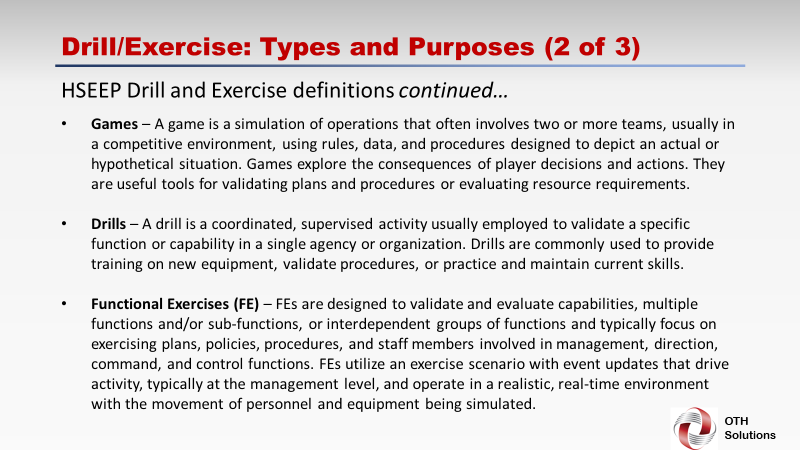 Drill/Exercise: Types and Purposes (2 of 3)
HSEEP Drill and Exercise definitions continued…
• Games – A game is a simulation of operations that often involves two or more teams, usually in
a competitive environment, using rules, data, and procedures designed to depict an actual or
hypothetical situation. Games explore the consequences of player decisions and actions. They
are useful tools for validating plans and procedures or evaluating resource requirements.
• Drills – A drill is a coordinated, supervised activity usually employed to validate a specific
function or capability in a single agency or organization. Drills are commonly used to provide
training on new equipment, validate procedures, or practice and maintain current skills.
• Functional Exercises (FE) – FEs are designed to validate and evaluate capabilities, multiple
functions and/or sub-functions, or interdependent groups of functions and typically focus on
exercising plans, policies, procedures, and staff members involved in management, direction,
command, and control functions. FEs utilize an exercise scenario with event updates that drive
activity, typically at the management level, and operate in a realistic, real-time environment
with the movement of personnel and equipment being simulated.
OTH
Solutions